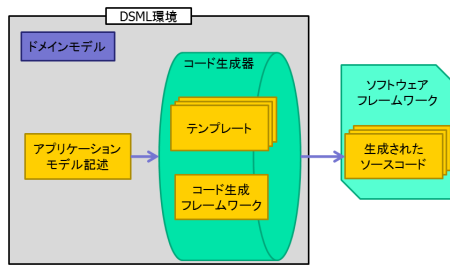 DSML環境
ドメインモデル
コード生成器
テンプレート
アプリケーション
モデル記述
コード生成
フレームワーク
ソフトウェア
フレームワーク
生成された
ソースコード